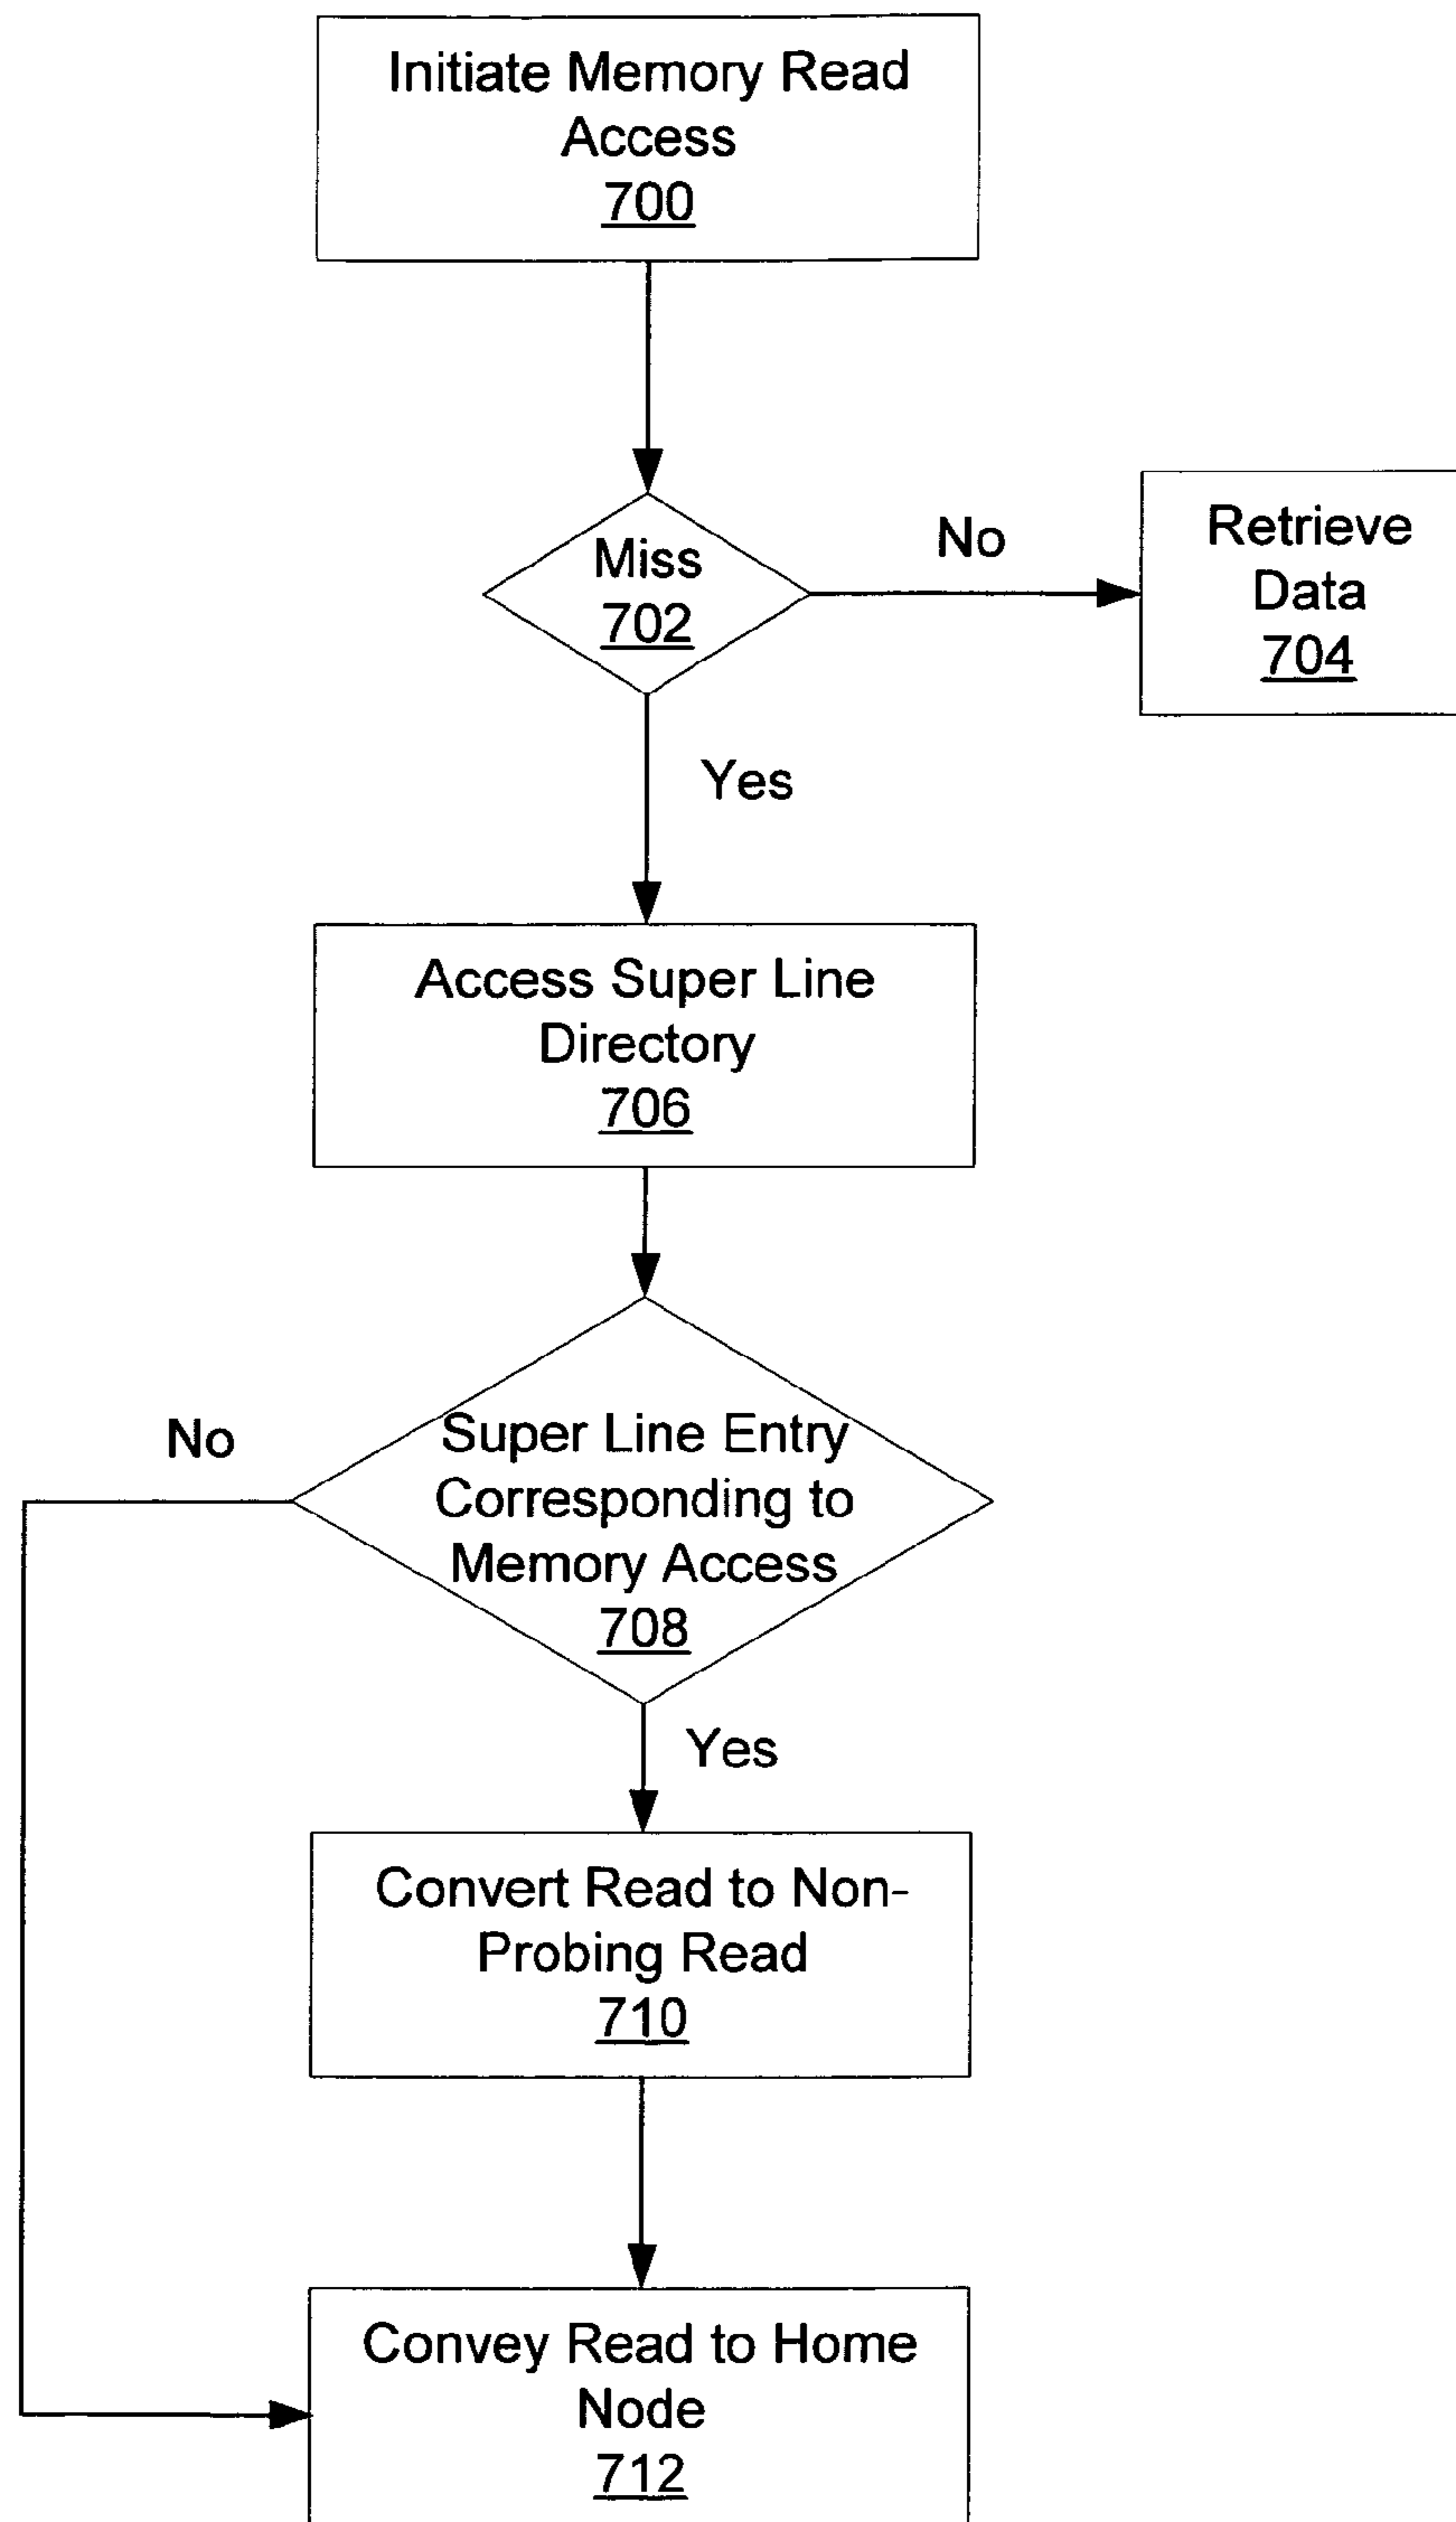 Initiate Memory Read
Access
700
Miss
702
No
Retrieve
Data
704
Yes
Access Super Line
Directory
706
No
Super Line Entry
Corresponding to
Memory Access
708
Yes
Convert Read to Non-
Probing Read
710
Convey Read to Home
Node
712